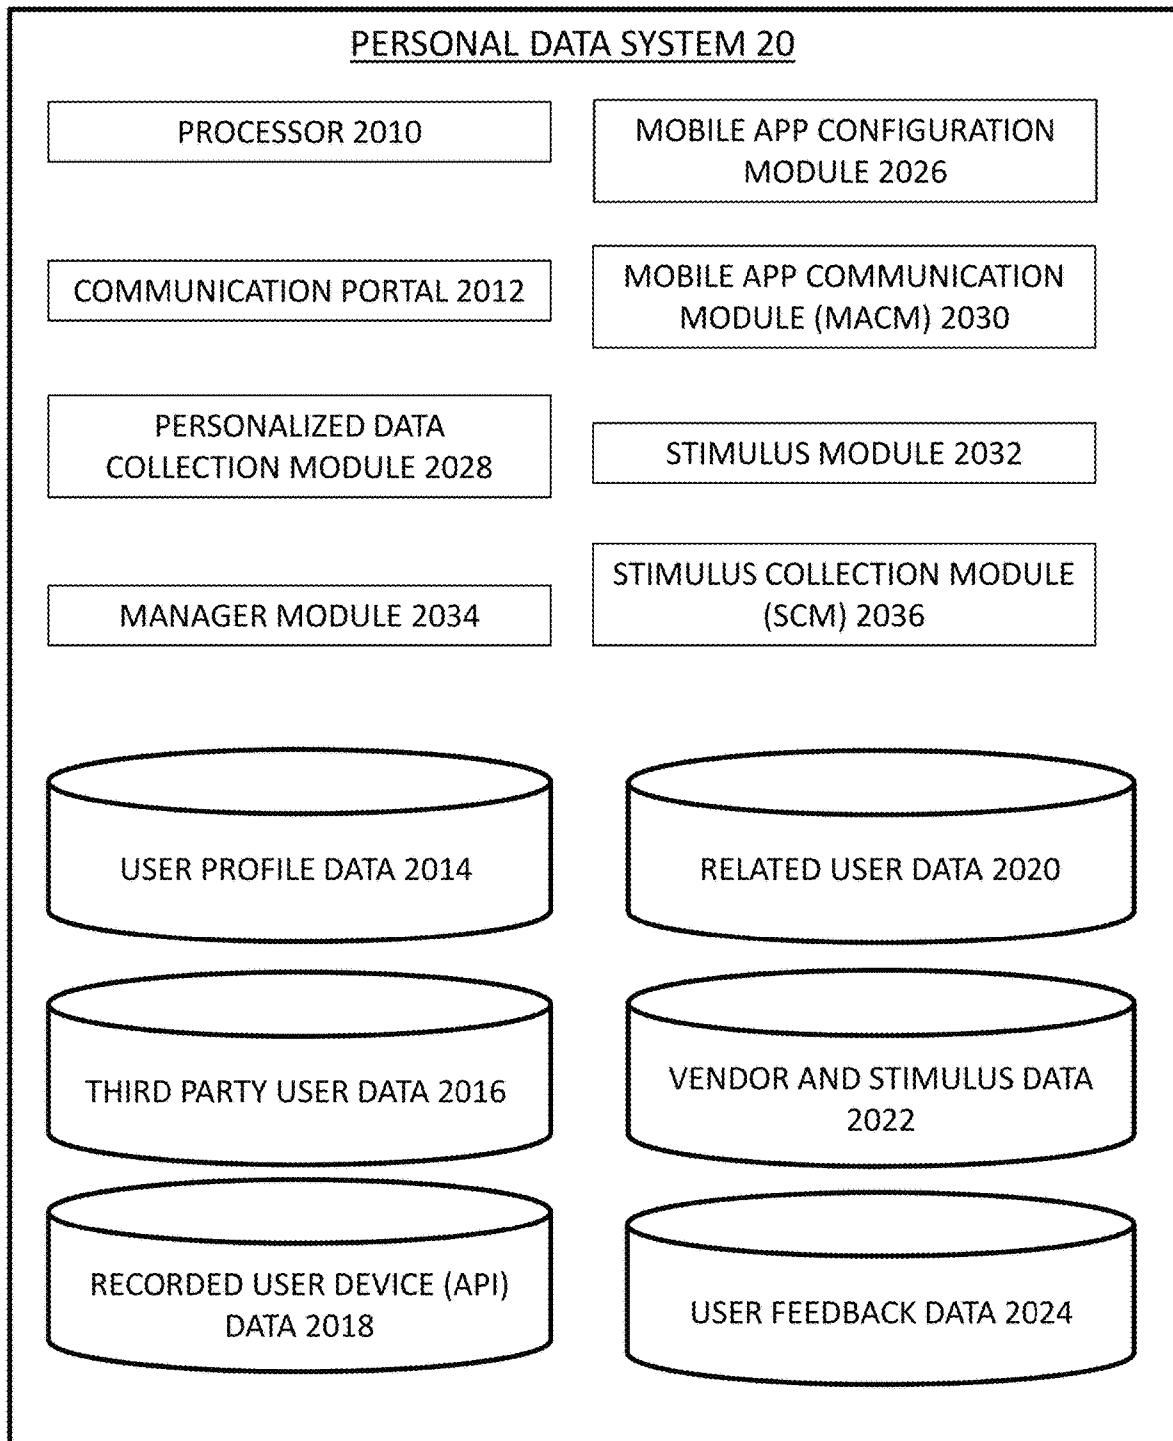 PERSONAL DATA SYSTEM 20
PROCESSOR 2010
MOBILE APP CONFIGURATION
MODULE 2026
COMMUNICATION PORTAL 2012
MOBILE APP COMMUNICATION
MODULE (MACM) 2030
PERSONALIZED DATA
COLLECTION MODULE 2028
STIMULUS MODULE 2032
MANAGER MODULE 2034
STIMULUS COLLECTION MODULE
(SCM) 2036
USER PROFILE DATA 2014
RELATED USER DATA 2020
THIRD PARTY USER DATA 2016
VENDOR AND STIMULUS DATA
2022
RECORDED USER DEVICE (API)
DATA 2018
USER FEEDBACK DATA 2024